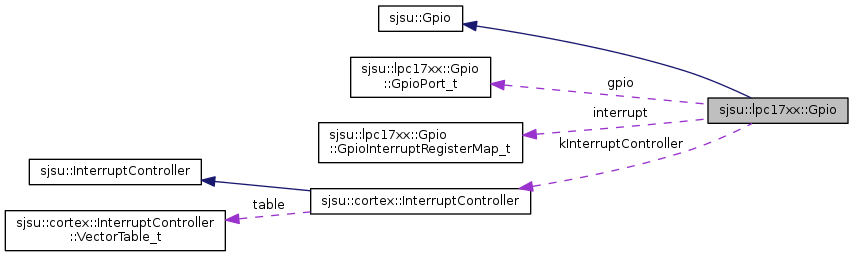 sjsu::Gpio
sjsu::lpc17xx::Gpio
::GpioPort_t
gpio
sjsu::lpc17xx::Gpio
interrupt
sjsu::lpc17xx::Gpio
::GpioInterruptRegisterMap_t
kInterruptController
sjsu::InterruptController
sjsu::cortex::InterruptController
table
sjsu::cortex::InterruptController
::VectorTable_t